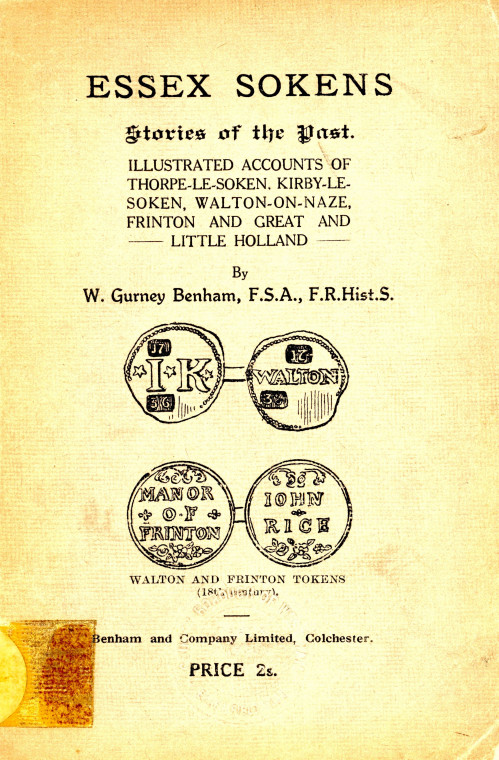 ESSEX SOKENS
Stories of the Past.
ILLUSTRATED ACCOUNTS OF
THORPE-LE-SOKEN, KIRBY-LE-
SOKEN, WALTON-ON-NAZE,
FRINTON AND GREAT AND
LITTLE HOLLAND
By
W. Gurney Benham, F.S.A., F.R.Hist.S.
17
I K
36
17
WALTON
36
MANOR
O·F
FRINTON
IOHN
RICE
WALTON AND FRINTON TOKENS
Benham and Company Limited, Colchester.
PRICE 2s.